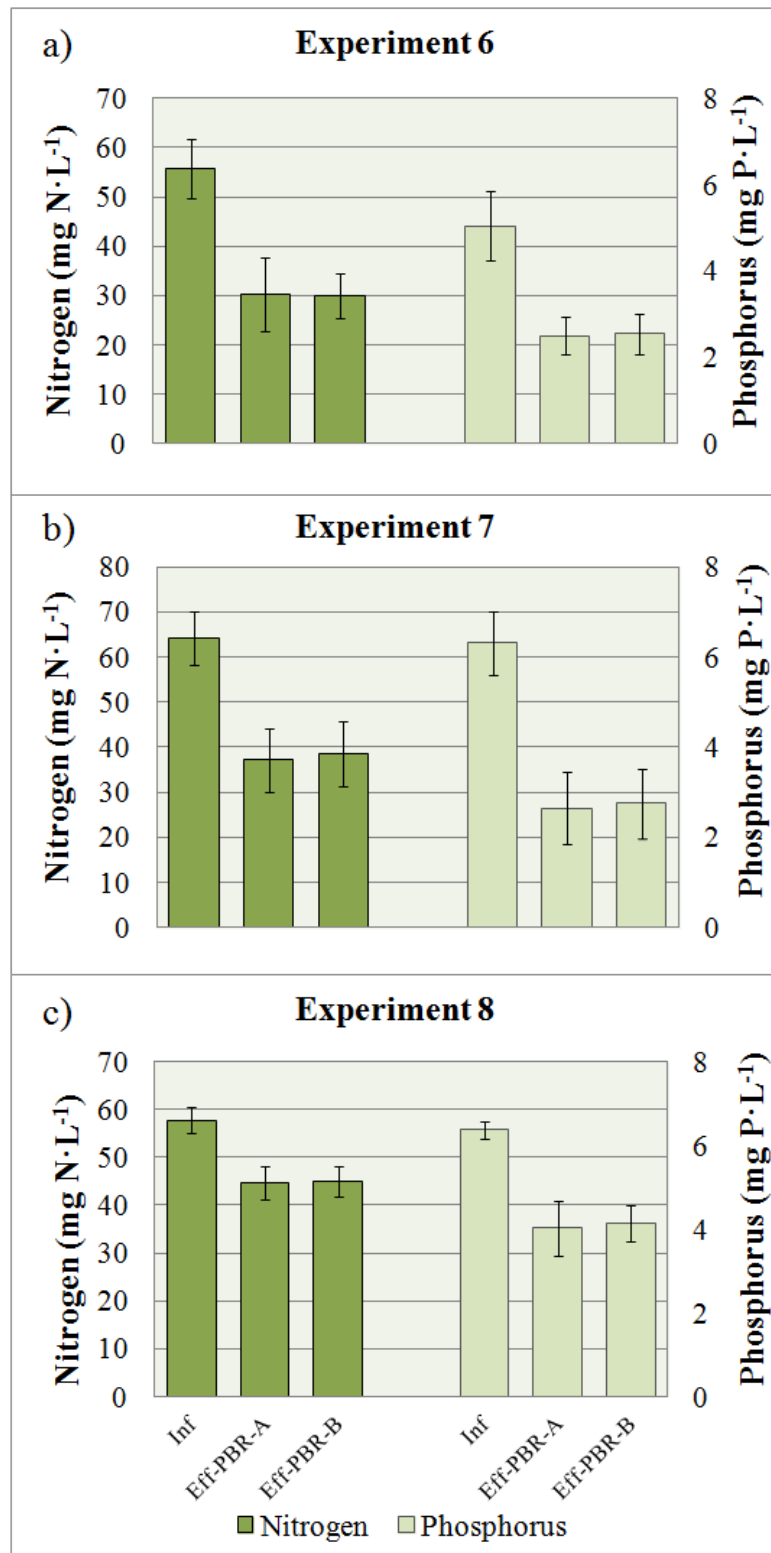 a)
Experiment 6
Nitrogen (mg N·L-1)
70
60
50
40
30
20
10
0
8
6
4
2
0
Phosphorus (mg P·L-1)
b)
Experiment 7
Nitrogen (mg N·L-1)
80
70
60
50
40
30
20
10
0
8
6
4
2
0
Phosphorus (mg P·L-1)
c)
Experiment 8
Nitrogen (mg N·L-1)
70
60
50
40
30
20
10
0
8
6
4
2
0
Phosphorus (mg P·L-1)
Inf
Eff-PBR-A
Eff-PBR-B
Inf
Eff-PBR-A
Eff-PBR-B
Nitrogen
Phosphorus